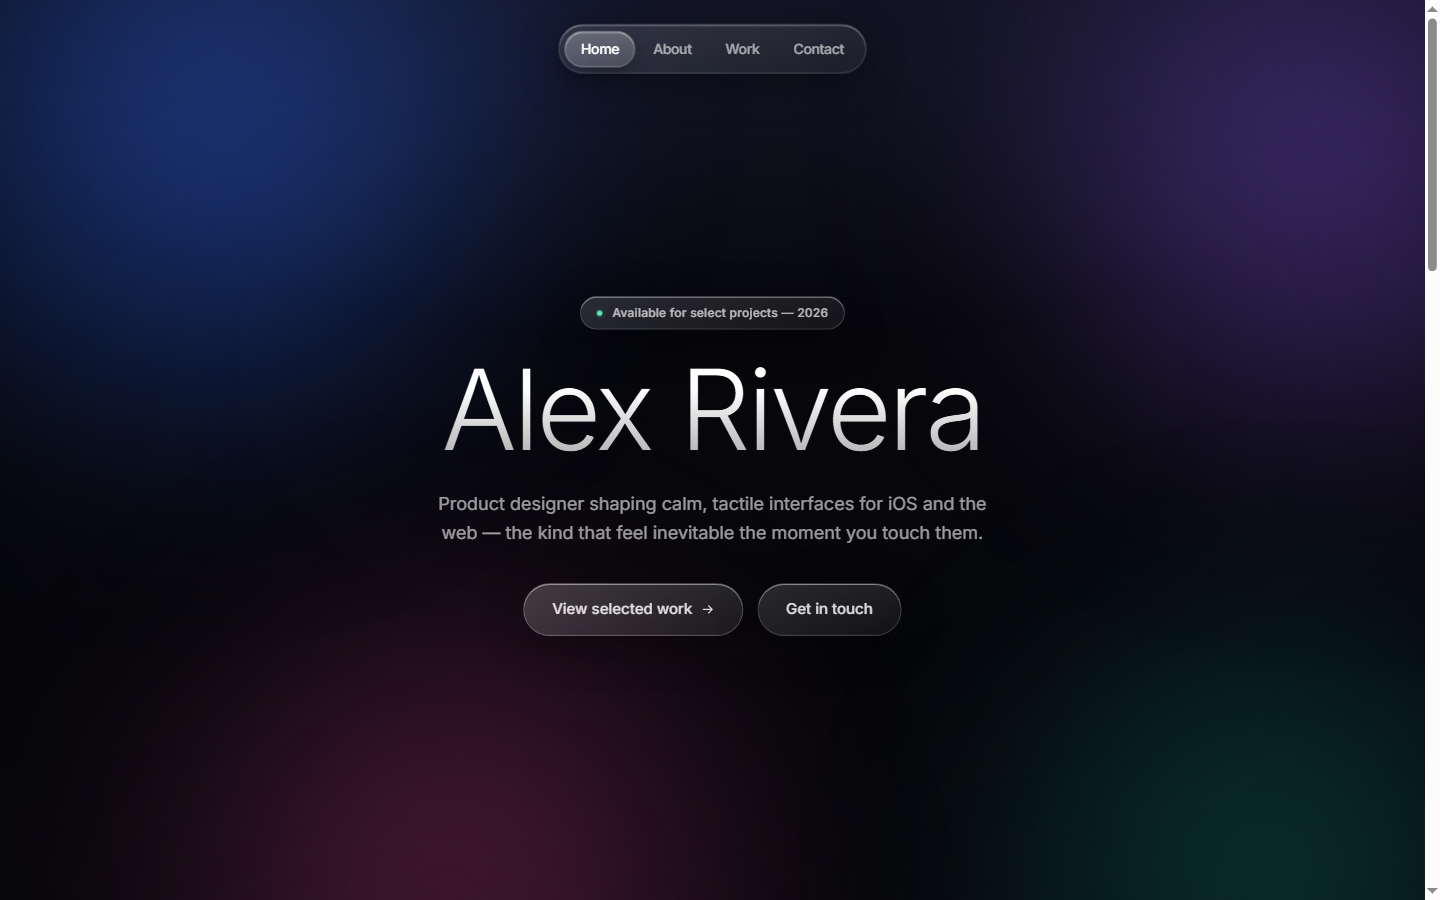 Home About Work Contact
Available for select projects — 2026
Alex Rivera
Product designer shaping calm, tactile interfaces for iOS and the
web — the kind that feel inevitable the moment you touch them.
View selected work → Get in touch